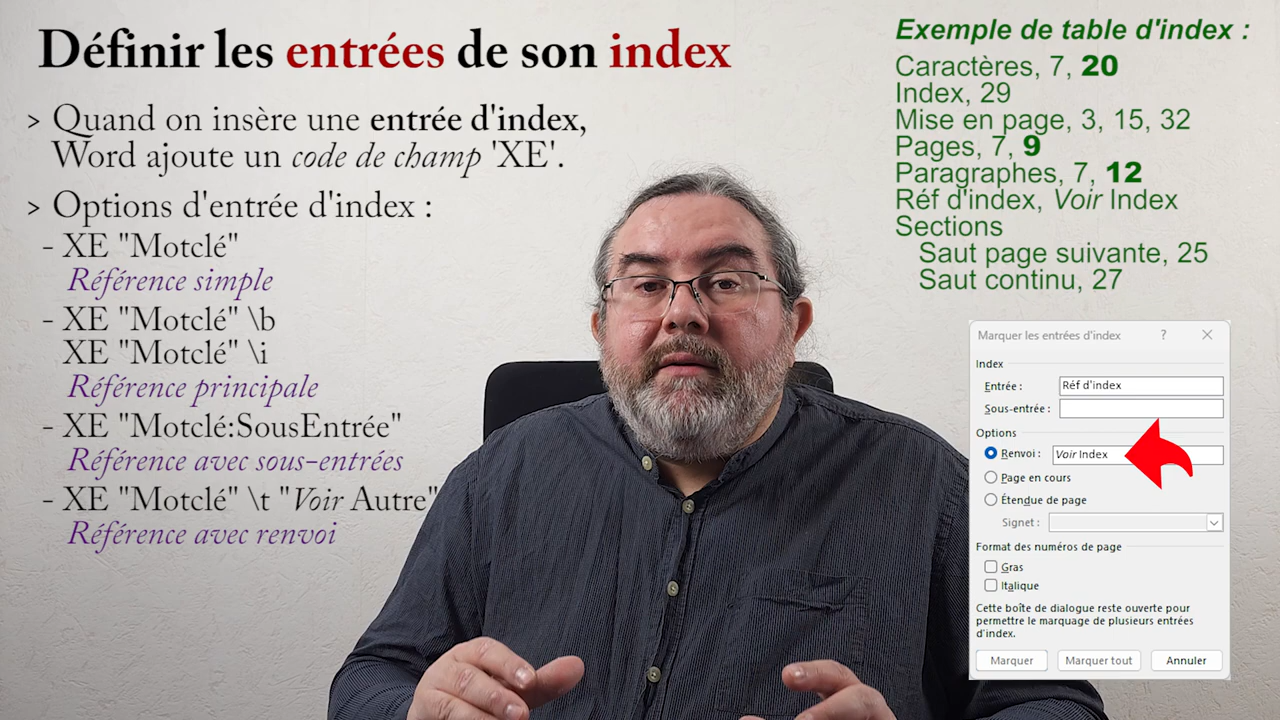 Définir les entrées de son index
> Quand on insère une entrée d'index,
Word ajoute un code de champ 'XE'.
> Options d'entrée d'index :
- XE "Motclé"
Référence simple
- XE "Motclé" \b
XE "Motclé" \i
Référence principale
- XE "Motclé:SousEntrée"
Référence avec sous-entrées
- XE "Motclé" \t "Voir Autre"
Référence avec renvoi
Exemple de table d'index :
Caractères, 7, 20
Index, 29
Mise en page, 3, 15, 32
Pages, 7, 9
Paragraphes, 7, 12
Réf d'index, Voir Index
Sections
Saut page suivante, 25
Saut continu, 27
Marquer les entrées d'index ?
Index
Entrée : Réf d'index
Sous-entrée :
Options
Renvoi : Voir Index
Page en cours
Étendue de page
Signet :
Format des numéros de page
Gras
Italique
Cette boîte de dialogue reste ouverte pour
permettre le marquage de plusieurs entrées
d'index.
Marquer Marquer tout Annuler